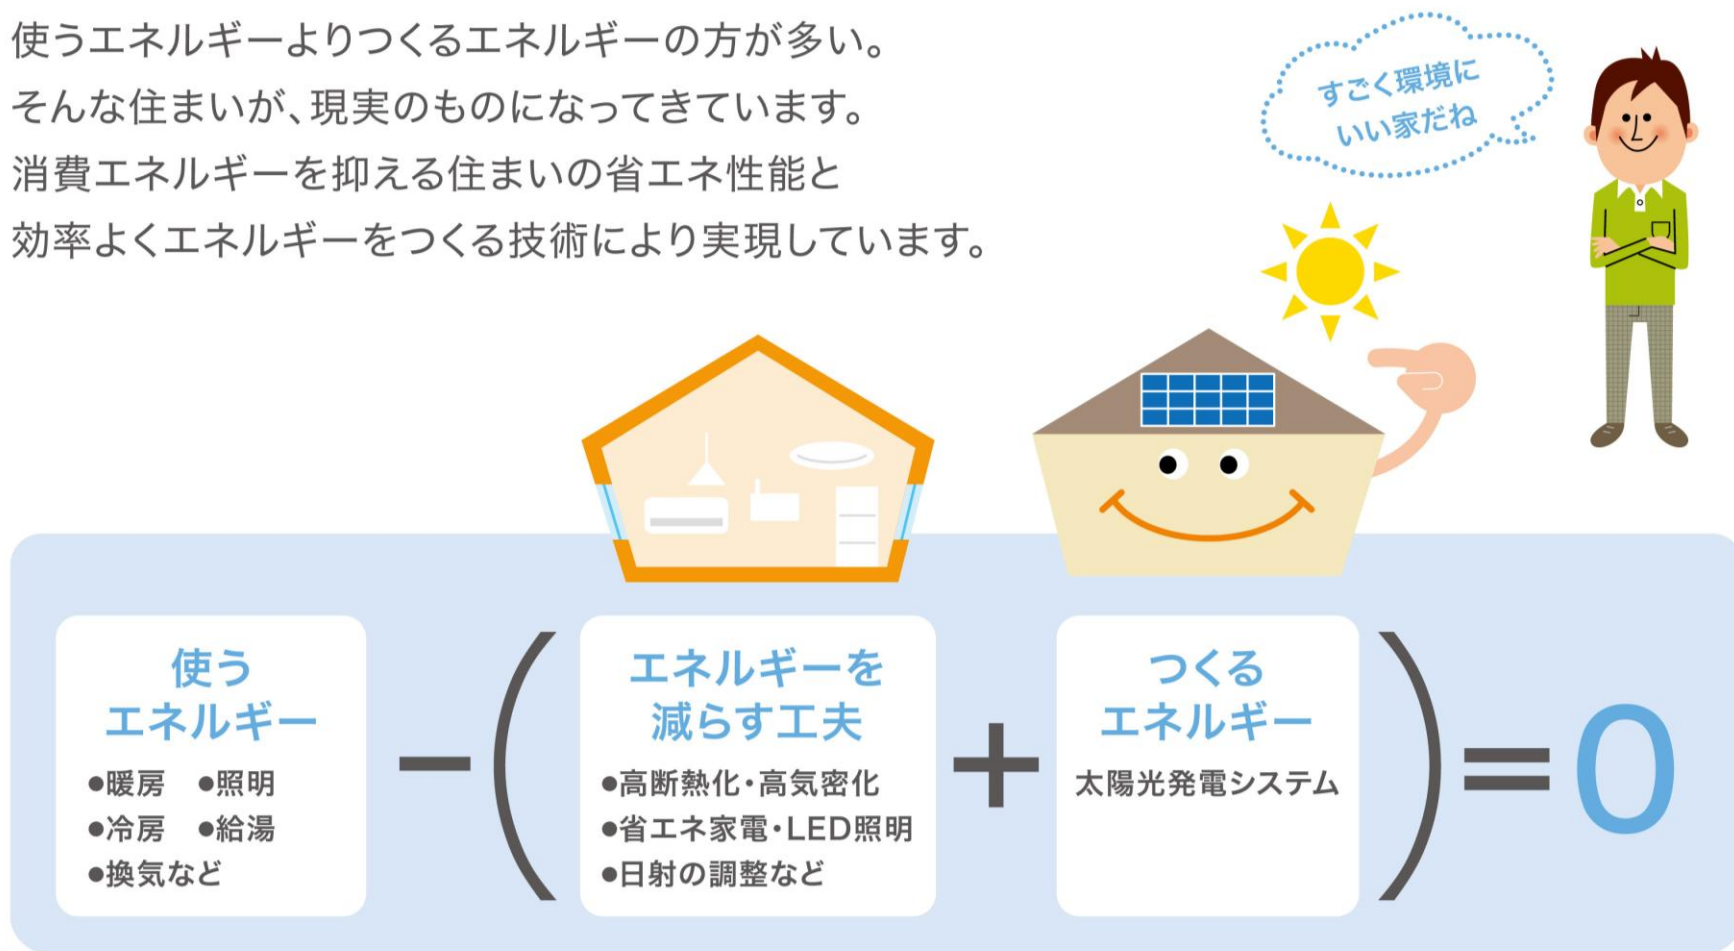 使うエネルギーよりつくるエネルギーの方が多い。
そんな住まいが、現実のものになってきています。
消費エネルギーを抑える住まいの省エネ性能と
効率よくエネルギーをつくる技術により実現しています。
すごく環境に
いい家だね
使う
エネルギー
●暖房 ●照明
●冷房 ●給湯
●換気など
−
(
エネルギーを
減らす工夫
●高断熱化・高気密化
●省エネ家電・LED照明
●日射の調整など
+
つくる
エネルギー
太陽光発電システム
)
=
0